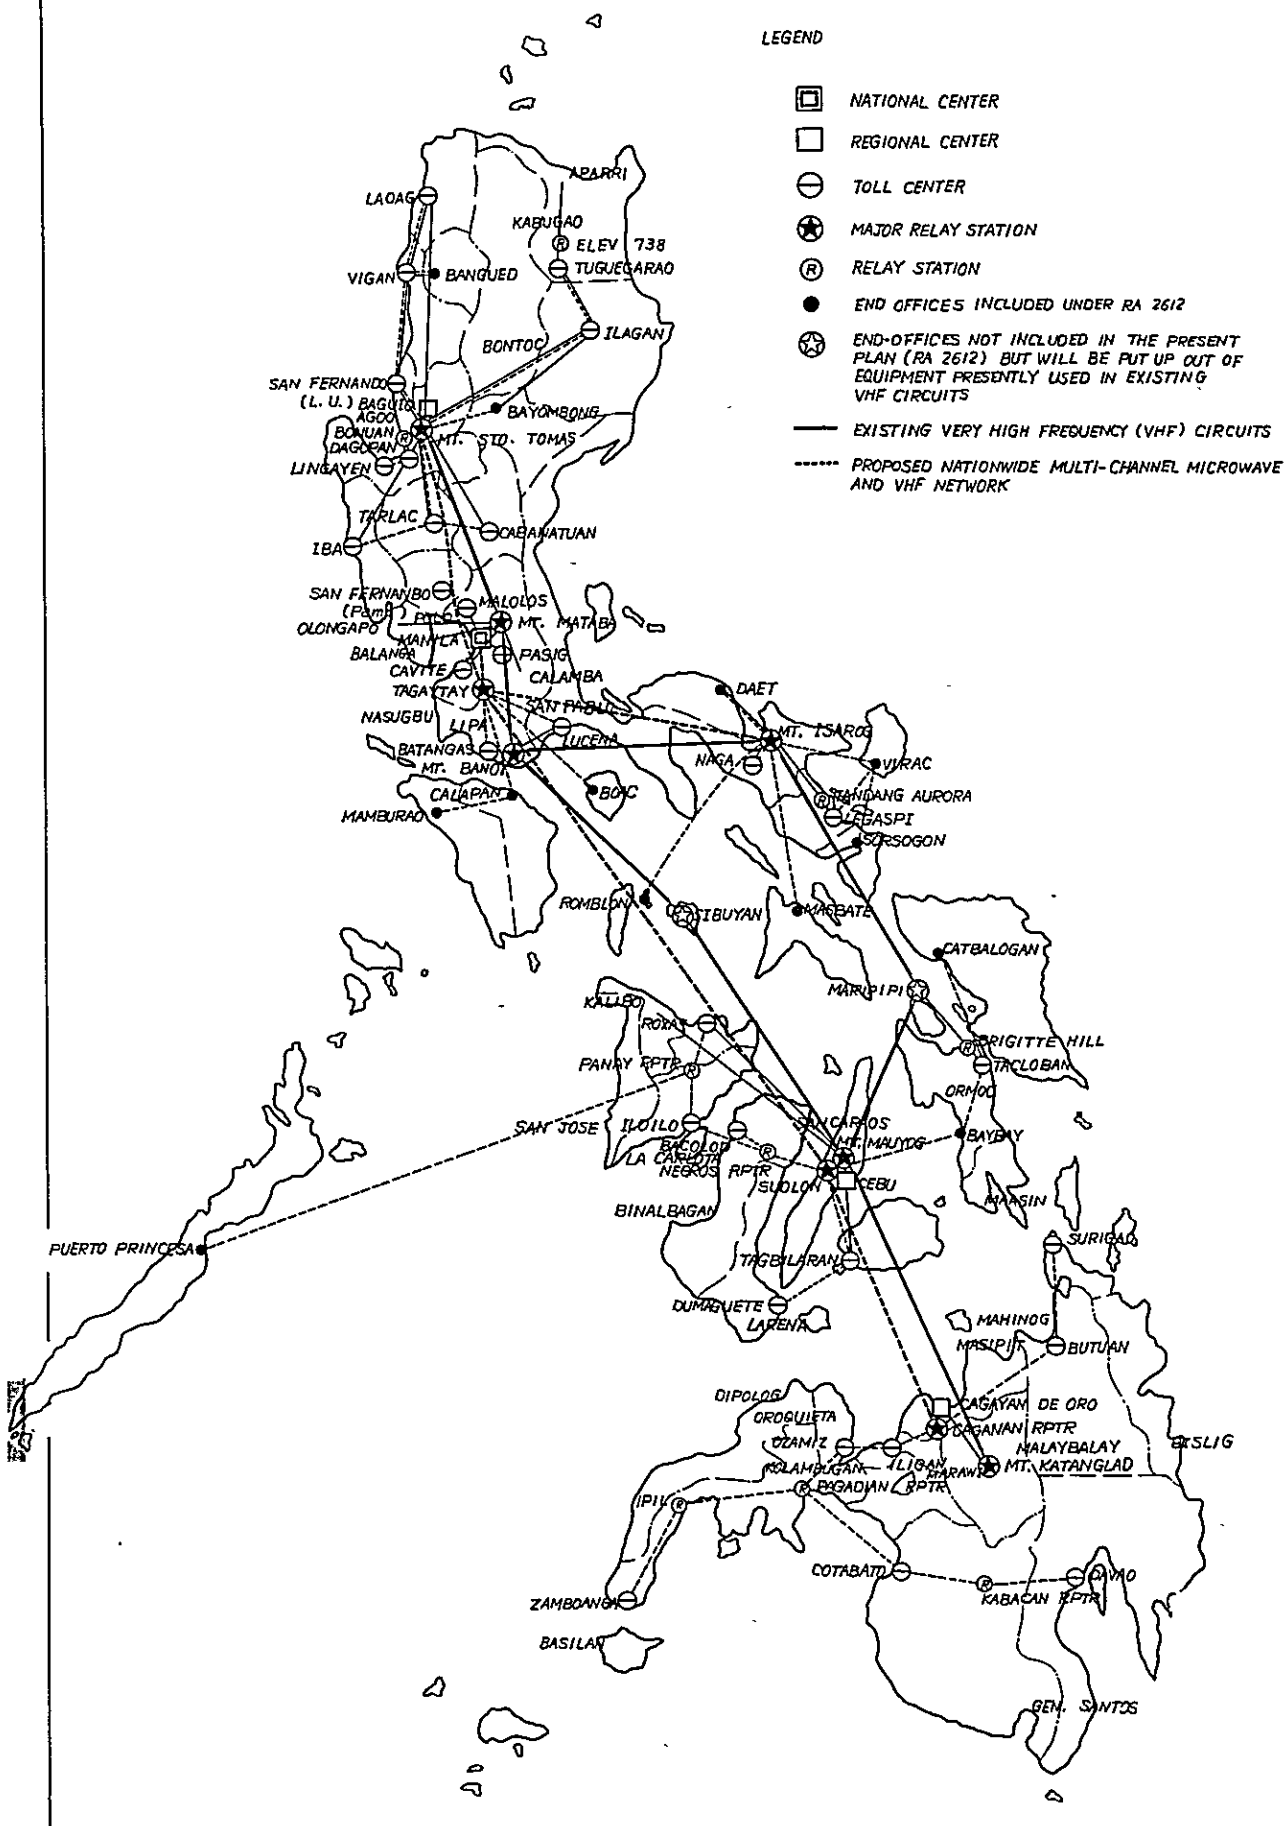 LEGEND
NATIONAL CENTER
REGIONAL CENTER
TOLL CENTER
MAJOR RELAY STATION
R RELAY STATION
END OFFICES INCLUDED UNDER RA 2612
END-OFFICES NOT INCLUDED IN THE PRESENT
PLAN (RA 2612) BUT WILL BE PUT UP OUT OF
EQUIPMENT PRESENTLY USED IN EXISTING
VHF CIRCUITS
EXISTING VERY HIGH FREQUENCY (VHF) CIRCUITS
PROPOSED NATIONWIDE MULTI-CHANNEL MICROWAVE
AND VHF NETWORK
APARRI
LAOAG
KABUGAO
R ELEV 738
VIGAN
BANGUED
TUGUEGARAO
ILAGAN
BONTOC
SAN FERNANDO
(L. U.) BAGUIO
AGOO
BAYOMBONG
BONUAN R
MT. STO. TOMAS
DAGUPAN
LINGAYEN
TARLAC
CABANATUAN
IBA
SAN FERNANBO
(Pam.)
MALOLOS
POLO
OLONGAPO
MT. MATABA
MANILA
BALANGA
PASIG
CAVITE
CALAMBA
TAGAYTAY
DAET
NASUGBU
LIPA
SAN PABLO
LUCENA
MT. ISAROG
BATANGAS
MT. BANOI
NAGA
VIRAC
CALAPAN
BOAC
R TANDANG AURORA
MAMBURAO
LEGASPI
SORSOGON
ROMBLON
SIBUYAN
MASBATE
CATBALOGAN
MARIPIPI
KALIBO
ROXAS
R BRIGITTE HILL
PANAY RPTR R
TACLOBAN
ORMOC
SAN JOSE
ILOILO
SAN CARLOS
BACOLOD
MT. MAUYOG
BAYBAY
LA CARLOTA
R
NEGROS RPTR
SUDLON
CEBU
BINALBAGAN
MAASIN
PUERTO PRINCESA
SURIGAO
TAGBILARAN
DUMAGUETE
LARENA
MAHINOG
MASIPIT
BUTUAN
DIPOLOG
CAGAYAN DE ORO
OROQUIETA
CAGANAN RPTR
OZAMIZ
MALAYBALAY
BISLIG
KOLAMBUGAN
ILIGAN
MARAWI
MT. KATANGLAD
IPIL R
R PAGADIAN RPTR
COTABATO
R
DAVAO
KABACAN RPTR
ZAMBOANGA
BASILAN
GEN. SANTOS